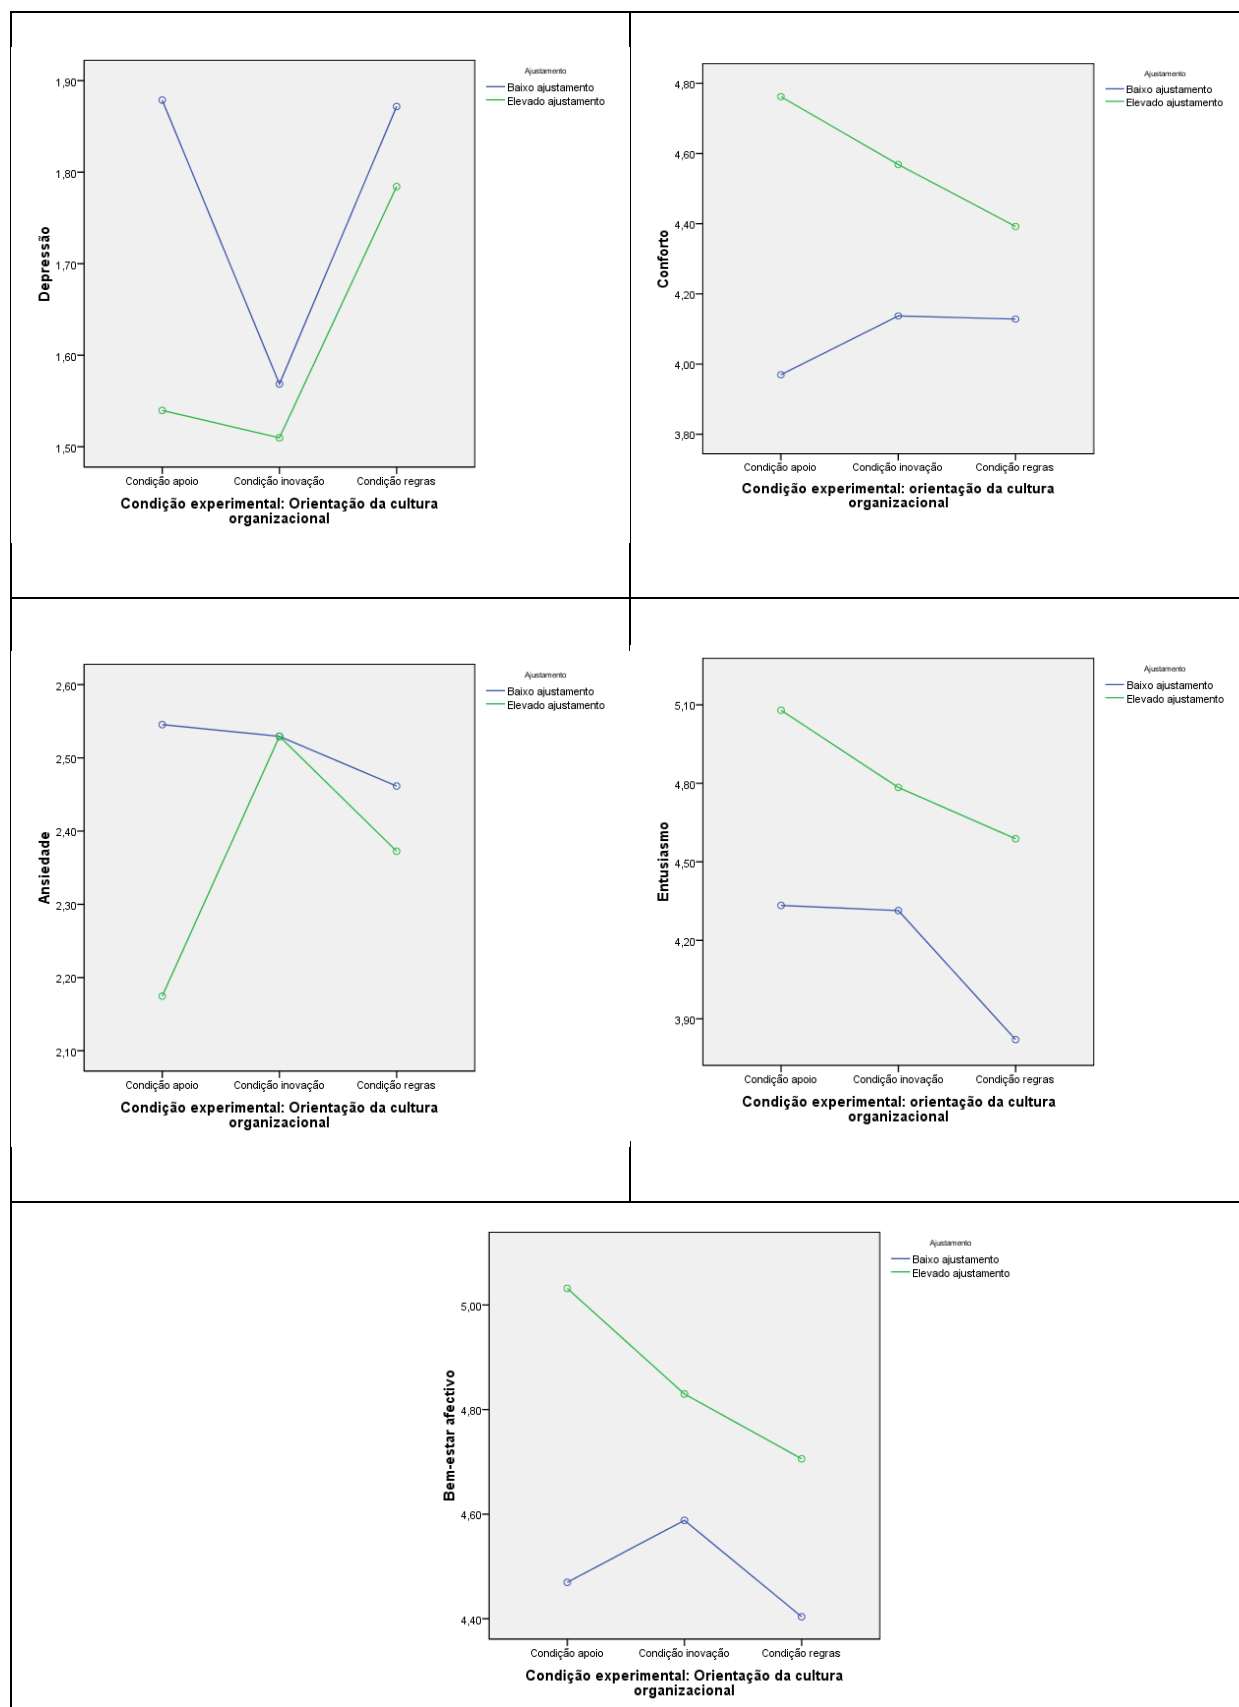 1,90
1,80
1,70
1,60
1,50
Depressão
Condição apoio
Condição inovação
Condição regras
Condição experimental: Orientação da cultura
organizacional
Ajustamento
Baixo ajustamento
Elevado ajustamento
4,80
4,60
4,40
4,20
4,00
3,80
Conforto
Condição apoio
Condição inovação
Condição regras
Condição experimental: orientação da cultura
organizacional
Ajustamento
Baixo ajustamento
Elevado ajustamento
2,60
2,50
2,40
2,30
2,20
2,10
Ansiedade
Condição apoio
Condição inovação
Condição regras
Condição experimental: Orientação da cultura
organizacional
Ajustamento
Baixo ajustamento
Elevado ajustamento
5,10
4,80
4,50
4,20
3,90
Entusiasmo
Condição apoio
Condição inovação
Condição regras
Condição experimental: orientação da cultura
organizacional
Ajustamento
Baixo ajustamento
Elevado ajustamento
5,00
4,80
4,60
4,40
Bem-estar afectivo
Condição apoio
Condição inovação
Condição regras
Condição experimental: Orientação da cultura
organizacional
Ajustamento
Baixo ajustamento
Elevado ajustamento